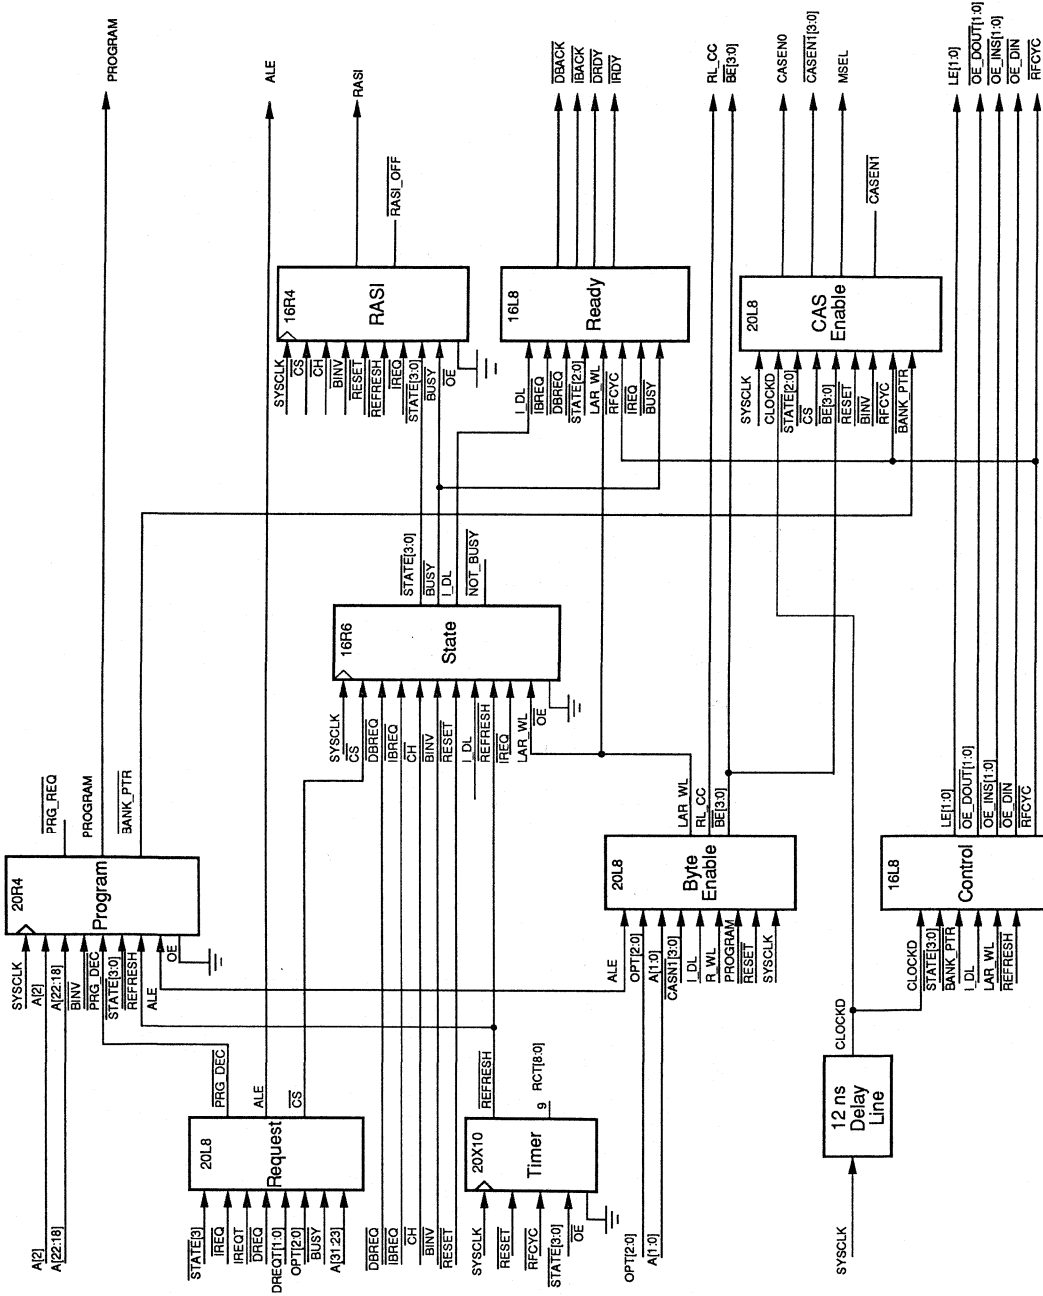 PROGRAM
ALE
RASI
RASI_OFF
DBACK
IBACK
DRDY
IRDY
RL_CC
BE[3:0]
CASEN0
CASEN1[3:0]
MSEL
CASEN1
LE[1:0]
OE_DOUT[1:0]
OE_INS[1:0]
OE_DIN
RFCYC
16R4
RASI
SYSCLK
CS
CH
BINV
RESET
REFRESH
IREQ
STATE[3:0]
BUSY
OE
16L8
Ready
I_DL
IBREQ
DBREQ
STATE[2:0]
LAR_WL
RFCYC
IREQ
BUSY
20L8
CAS
Enable
SYSCLK
CLOCKD
STATE[2:0]
CS
BE[3:0]
RESET
BINV
RFCYC
BANK_PTR
STATE[3:0]
BUSY
I_DL
NOT_BUSY
16R6
State
SYSCLK
CS
DBREQ
IBREQ
CH
BINV
RESET
I_DL
REFRESH
IREQ
LAR_WL
OE
PRG_REQ
PROGRAM
BANK_PTR
20R4
Program
SYSCLK
A[2]
A[22:18]
BINV
PRG_DEC
STATE[3:0]
REFRESH
ALE
OE
LAR_WL
RL_CC
BE[3:0]
20L8
Byte
Enable
ALE
OPT[2:0]
A[1:0]
CASN1[3:0]
I_DL
R_WL
PROGRAM
RESET
SYSCLK
LE[1:0]
OE_DOUT[1:0]
OE_INS[1:0]
OE_DIN
RFCYC
16L8
Control
CLOCKD
STATE[3:0]
BANK_PTR
I_DL
LAR_WL
REFRESH
PRG_DEC
ALE
CS
20L8
Request
STATE[3]
IREQ
IREQT
DREQ
DREQT[1:0]
OPT[2:0]
BUSY
A[31:23]
A[2]
A[22:18]
DBREQ
IBREQ
CH
BINV
RESET
REFRESH
9
RCT[8:0]
20X10
Timer
SYSCLK
RESET
RFCYC
STATE[3:0]
OE
OPT[2:0]
A[1:0]
CLOCKD
12 ns
Delay
Line
SYSCLK